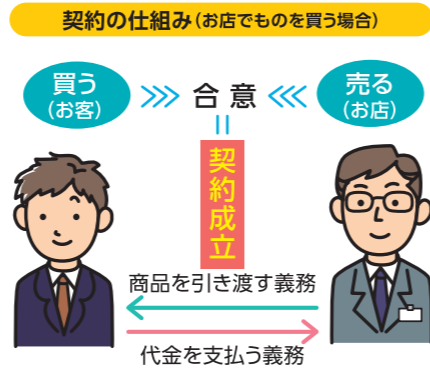 契約の仕組み(お店でものを買う場合)
買う
(お客)
合意
売る
(お店)
契約成立
商品を引き渡す義務
代金を支払う義務